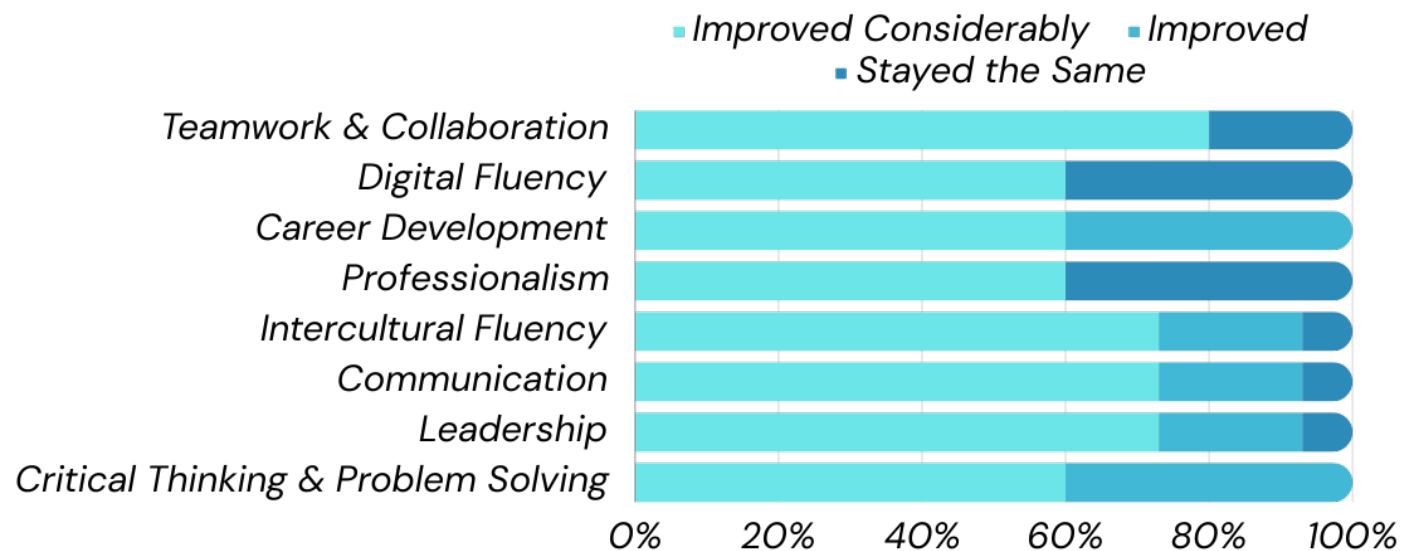 Improved Considerably Improved
Stayed the Same
Teamwork & Collaboration
Digital Fluency
Career Development
Professionalism
Intercultural Fluency
Communication
Leadership
Critical Thinking & Problem Solving
0% 20% 40% 60% 80% 100%